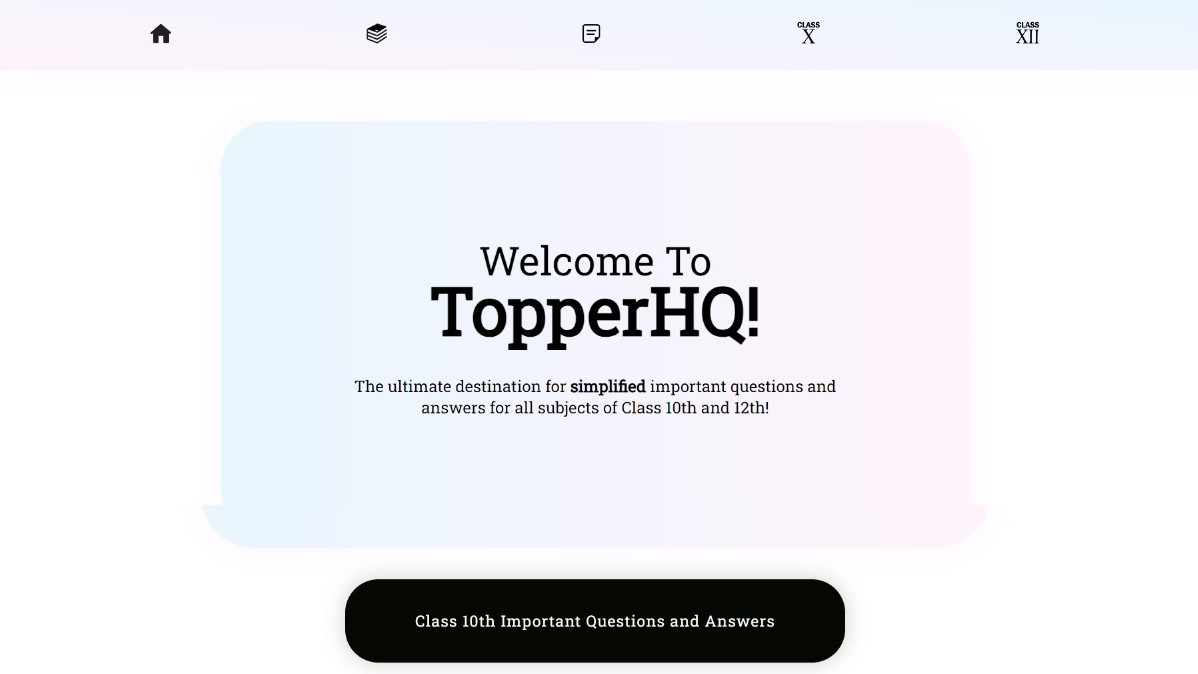 CLASS
X
CLASS
XII
Welcome To
TopperHQ!
The ultimate destination for simplified important questions and
answers for all subjects of Class 10th and 12th!
Class 10th Important Questions and Answers